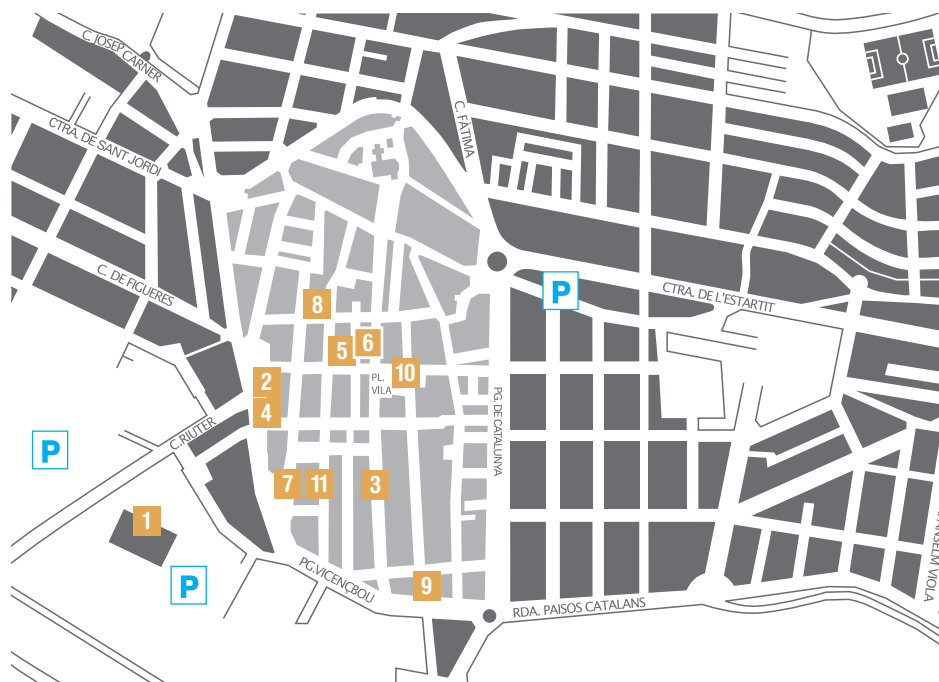 C. JOSEP CARNER
C. FÀTIMA
CTRA. DE SANT JORDI
C. DE FIGUERES
P
CTRA. DE L'ESTARTIT
8
6
5
10
2
PL.
VILA
4
PG. DE CATALUNYA
C.RIUTER
P
7
11
3
1
P
PG.VICENÇBOU
9
RDA. PAISOS CATALANS
ANSELM VIOLA